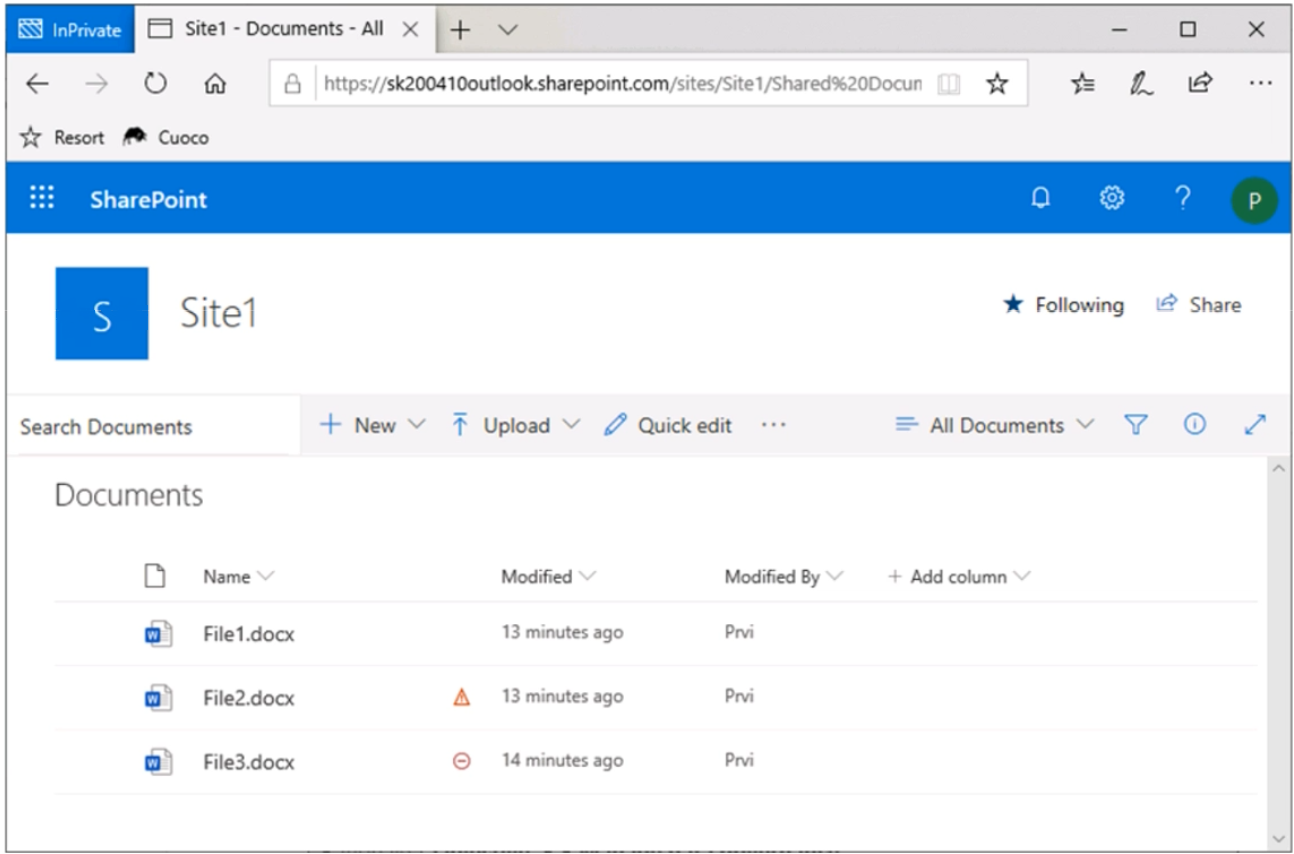 InPrivate Site1 - Documents - All
https://sk200410outlook.sharepoint.com/sites/Site1/Shared%20Docun
Resort Cuoco
SharePoint ? P
S Site1 Following Share
Search Documents + New Upload Quick edit ... All Documents
Documents
Name Modified Modified By + Add column
File1.docx 13 minutes ago Prvi
File2.docx 13 minutes ago Prvi
File3.docx 14 minutes ago Prvi